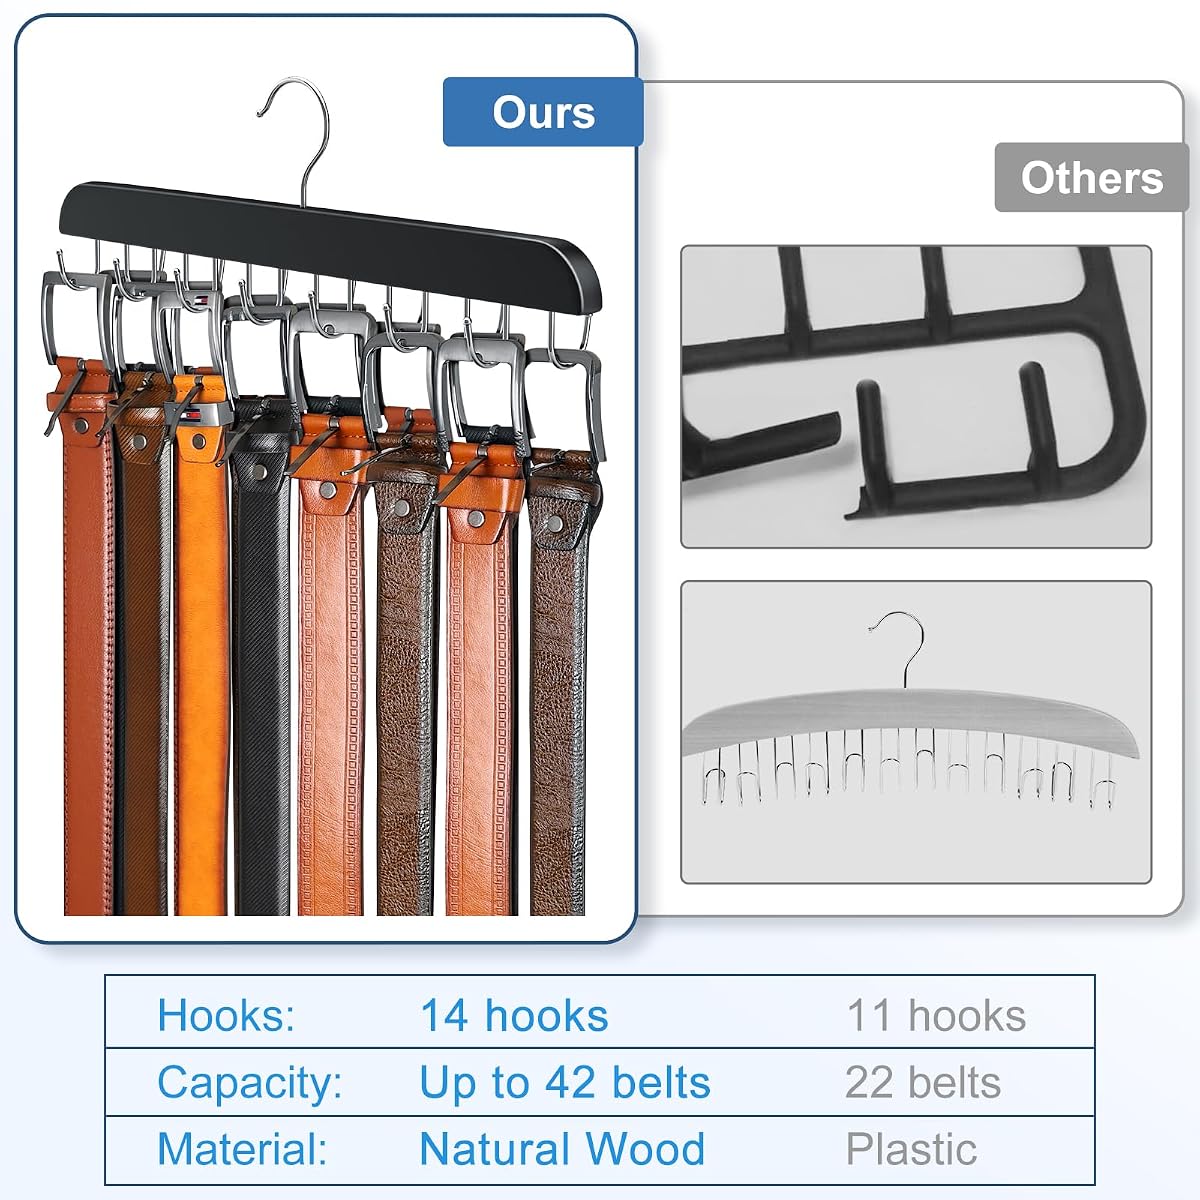 Ours
Others
Hooks: 14 hooks 11 hooks
Capacity: Up to 42 belts 22 belts
Material: Natural Wood Plastic